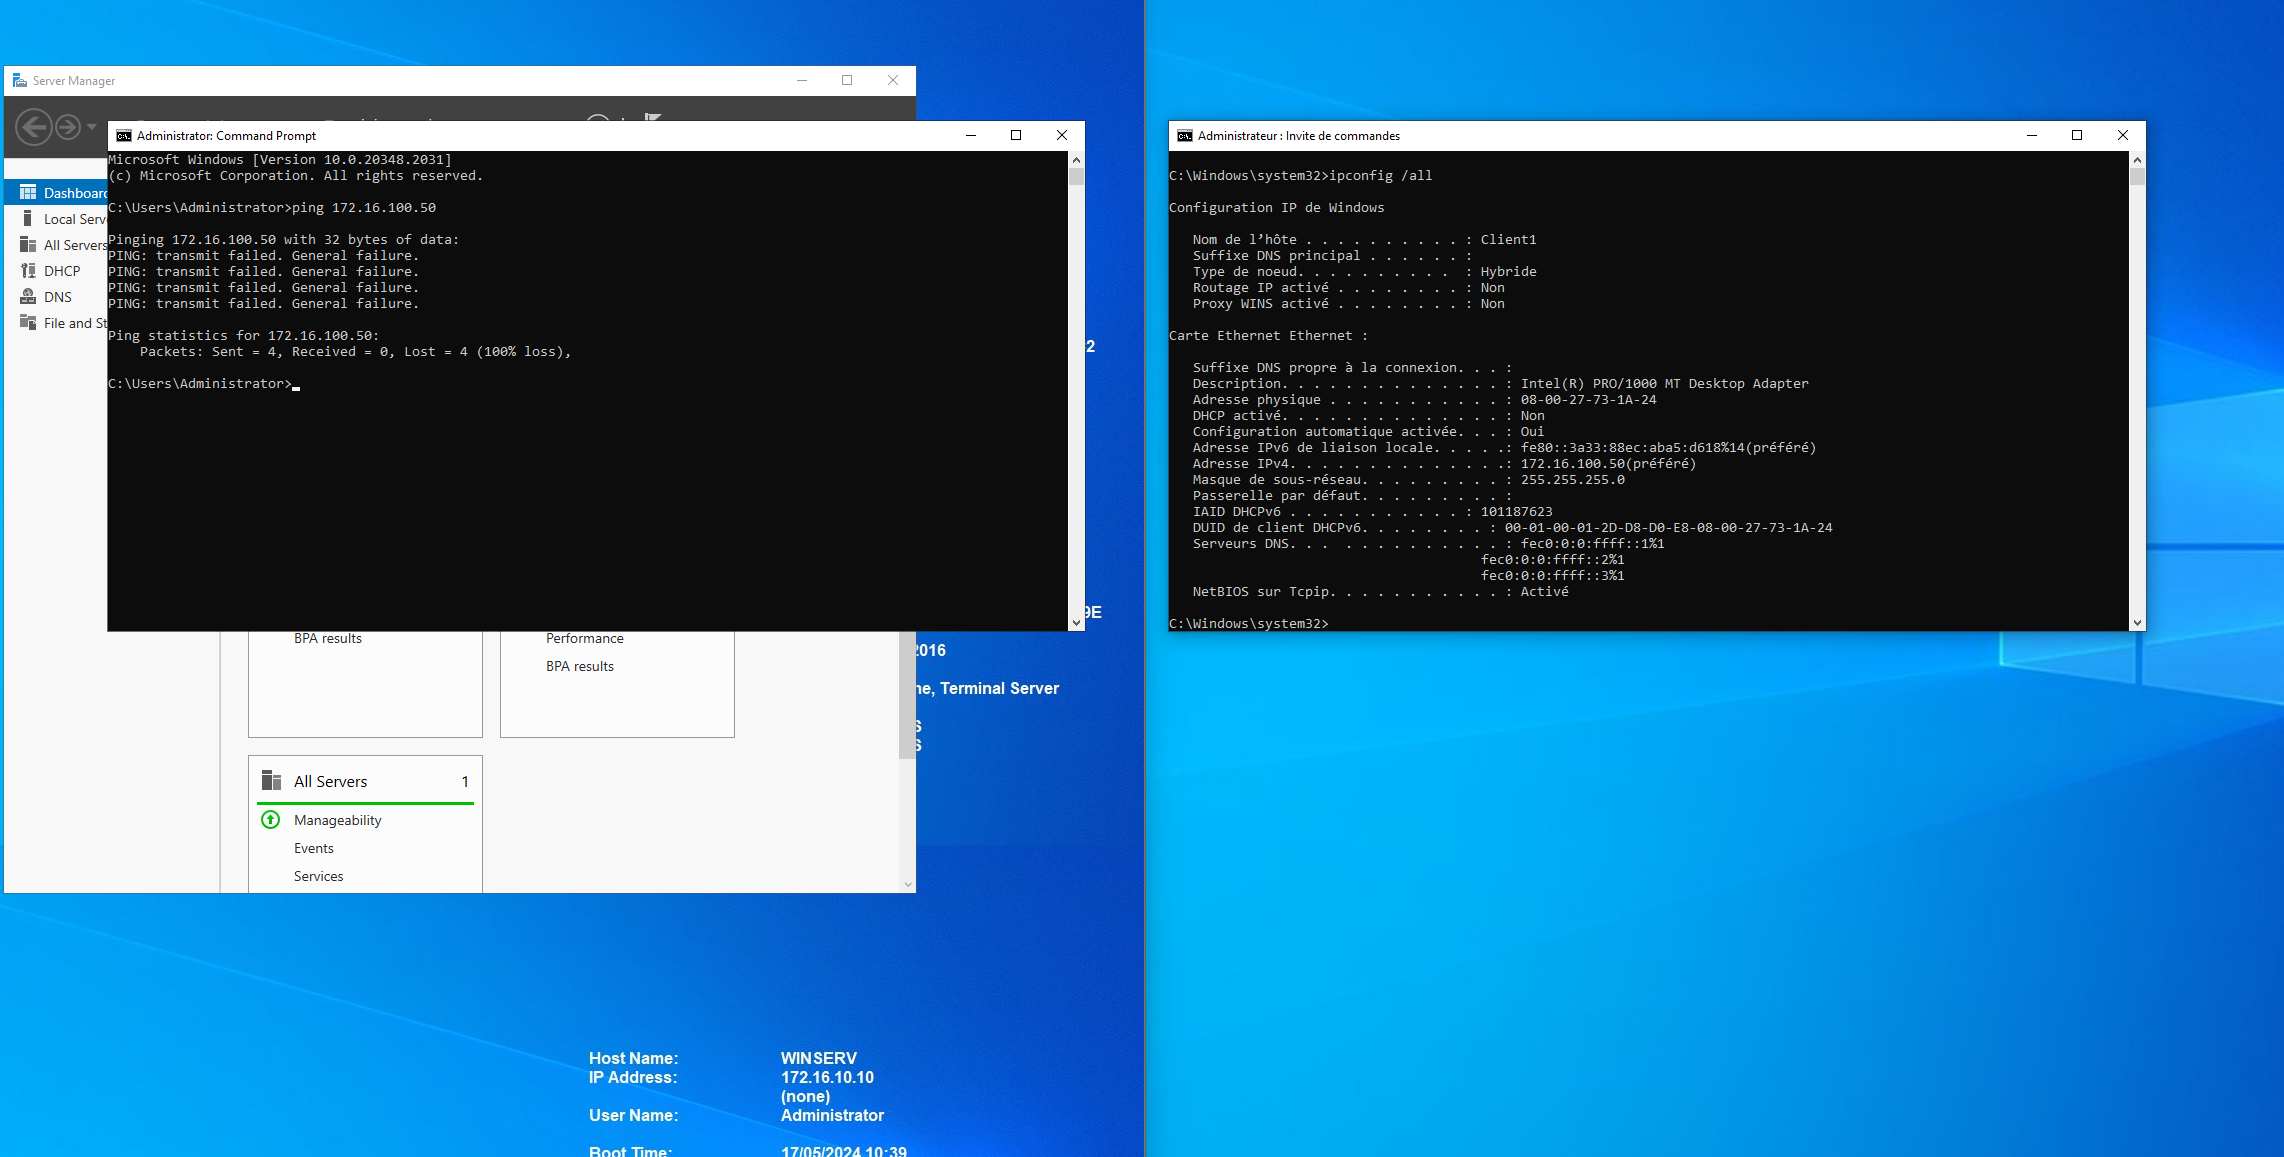 Server Manager
Dashboard
Local Serv
All Servers
DHCP
DNS
File and St
Administrator: Command Prompt
Microsoft Windows [Version 10.0.20348.2031]
(c) Microsoft Corporation. All rights reserved.
C:\Users\Administrator>ping 172.16.100.50
Pinging 172.16.100.50 with 32 bytes of data:
PING: transmit failed. General failure.
PING: transmit failed. General failure.
PING: transmit failed. General failure.
PING: transmit failed. General failure.
Ping statistics for 172.16.100.50:
Packets: Sent = 4, Received = 0, Lost = 4 (100% loss),
C:\Users\Administrator>
BPA results
Performance
BPA results
All Servers 1
Manageability
Events
Services
2
9E
2016
ne, Terminal Server
S
S
Host Name: WINSERV
IP Address: 172.16.10.10
(none)
User Name: Administrator
Boot Time: 17/05/2024 10:39
Administrateur : Invite de commandes
C:\Windows\system32>ipconfig /all
Configuration IP de Windows
Nom de l’hôte . . . . . . . . . . : Client1
Suffixe DNS principal . . . . . . :
Type de noeud. . . . . . . . . . : Hybride
Routage IP activé . . . . . . . . : Non
Proxy WINS activé . . . . . . . . : Non
Carte Ethernet Ethernet :
Suffixe DNS propre à la connexion. . . :
Description. . . . . . . . . . . . . . : Intel(R) PRO/1000 MT Desktop Adapter
Adresse physique . . . . . . . . . . . : 08-00-27-73-1A-24
DHCP activé. . . . . . . . . . . . . . : Non
Configuration automatique activée. . . : Oui
Adresse IPv6 de liaison locale. . . . .: fe80::3a33:88ec:aba5:d618%14(préféré)
Adresse IPv4. . . . . . . . . . . . . .: 172.16.100.50(préféré)
Masque de sous-réseau. . . . . . . . . : 255.255.255.0
Passerelle par défaut. . . . . . . . . :
IAID DHCPv6 . . . . . . . . . . . : 101187623
DUID de client DHCPv6. . . . . . . . : 00-01-00-01-2D-D8-D0-E8-08-00-27-73-1A-24
Serveurs DNS. . . . . . . . . . . . . : fec0:0:0:ffff::1%1
fec0:0:0:ffff::2%1
fec0:0:0:ffff::3%1
NetBIOS sur Tcpip. . . . . . . . . . . : Activé
C:\Windows\system32>